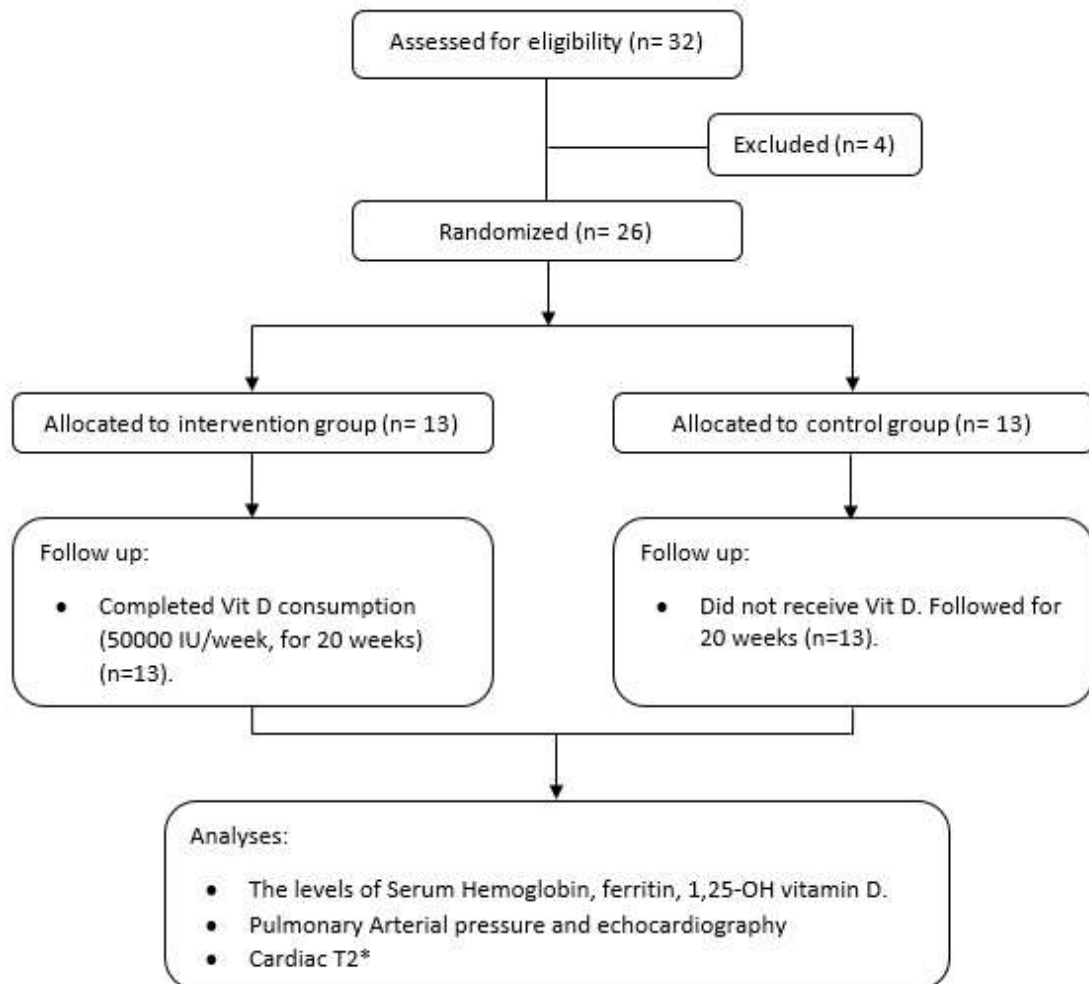 Assessed for eligibility (n= 32)
Excluded (n= 4)
Randomized (n= 26)
Allocated to intervention group (n= 13)
Allocated to control group (n= 13)
Follow up:
● Completed Vit D consumption
(50000 IU/week, for 20 weeks)
(n=13).
Follow up:
● Did not receive Vit D. Followed for
20 weeks (n=13).
Analyses:
● The levels of Serum Hemoglobin, ferritin, 1,25-OH vitamin D.
● Pulmonary Arterial pressure and echocardiography
● Cardiac T2*